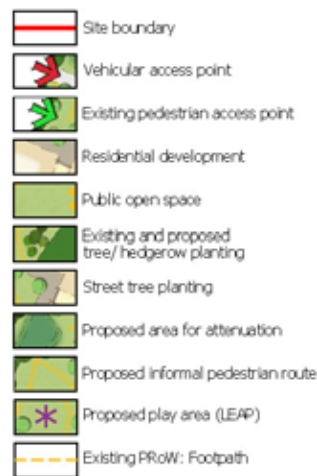 Site boundary
Vehicular access point
Existing pedestrian access point
Residential development
Public open space
Existing and proposed
tree/ hedgerow planting
Street tree planting
Proposed area for attenuation
Proposed informal pedestrian route
Proposed play area (LEAP)
Existing PRoW: Footpath